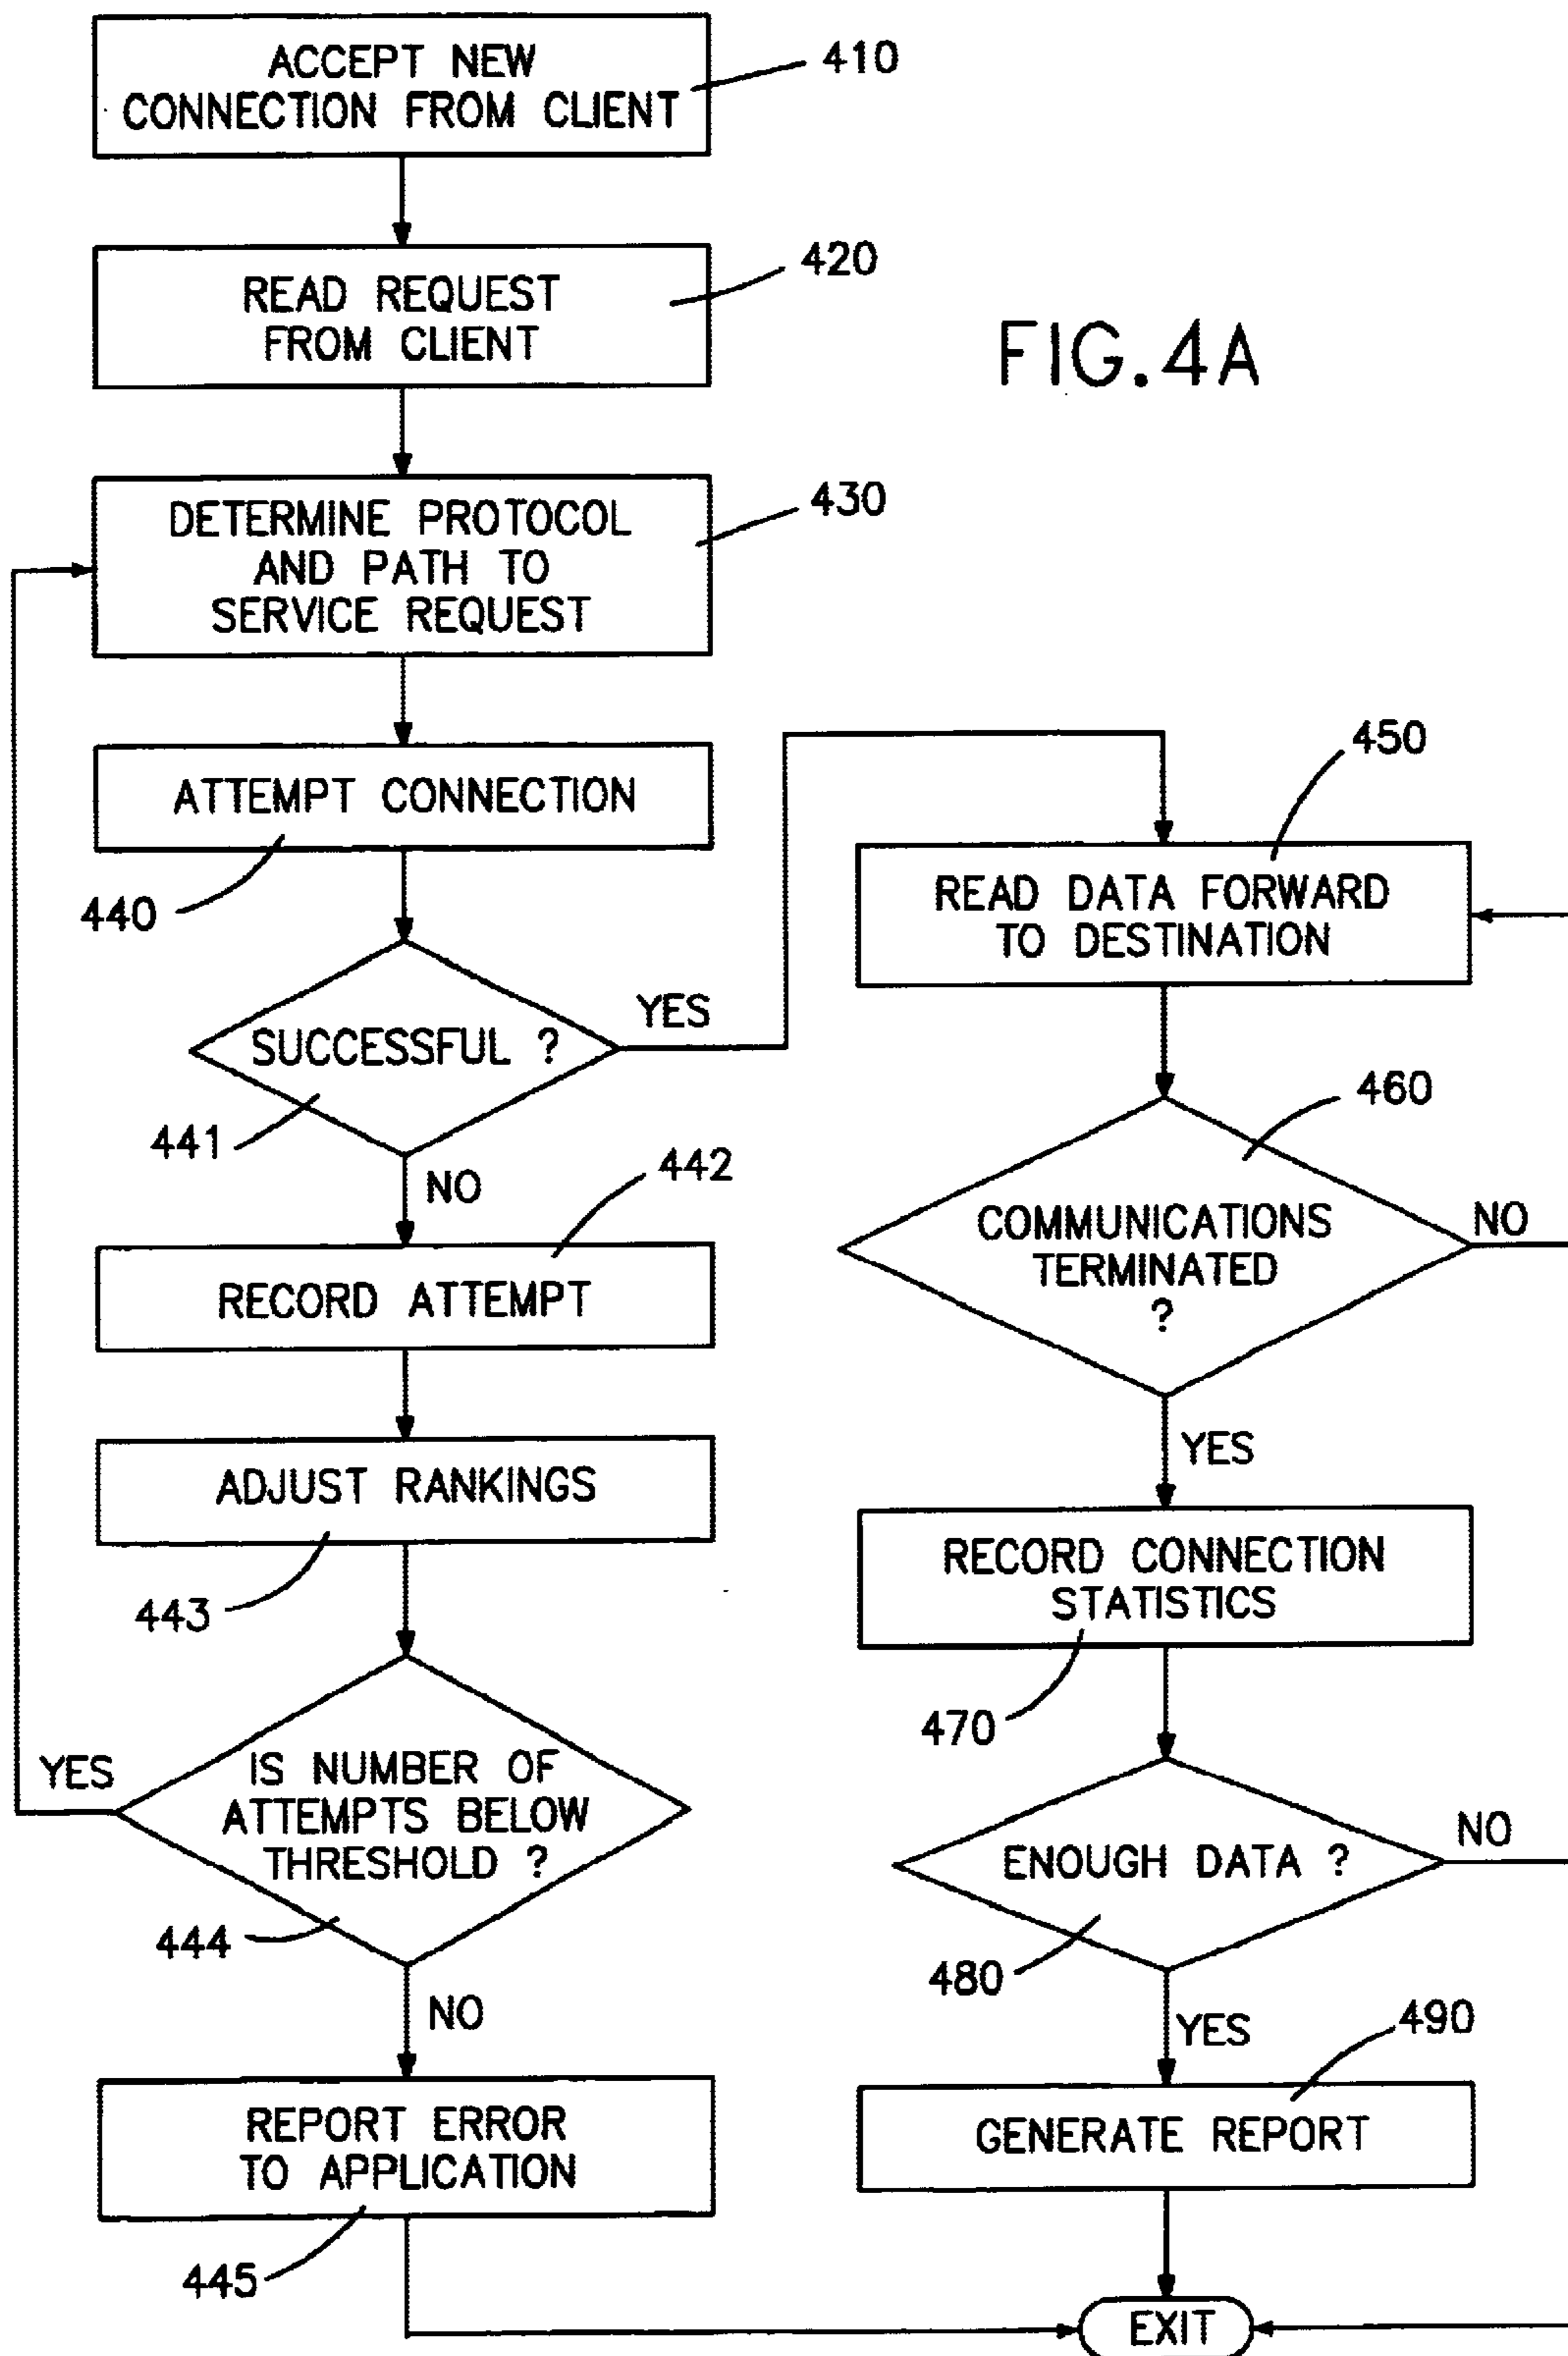 ACCEPT NEW
CONNECTION FROM CLIENT
410
READ REQUEST
FROM CLIENT
420
FIG.4A
DETERMINE PROTOCOL
AND PATH TO
SERVICE REQUEST
430
ATTEMPT CONNECTION
440
SUCCESSFUL ?
YES
441
NO
442
RECORD ATTEMPT
ADJUST RANKINGS
443
IS NUMBER OF
ATTEMPTS BELOW
THRESHOLD ?
YES
444
NO
REPORT ERROR
TO APPLICATION
445
450
READ DATA FORWARD
TO DESTINATION
460
COMMUNICATIONS
TERMINATED
?
NO
YES
RECORD CONNECTION
STATISTICS
470
ENOUGH DATA ?
NO
480
YES
490
GENERATE REPORT
EXIT